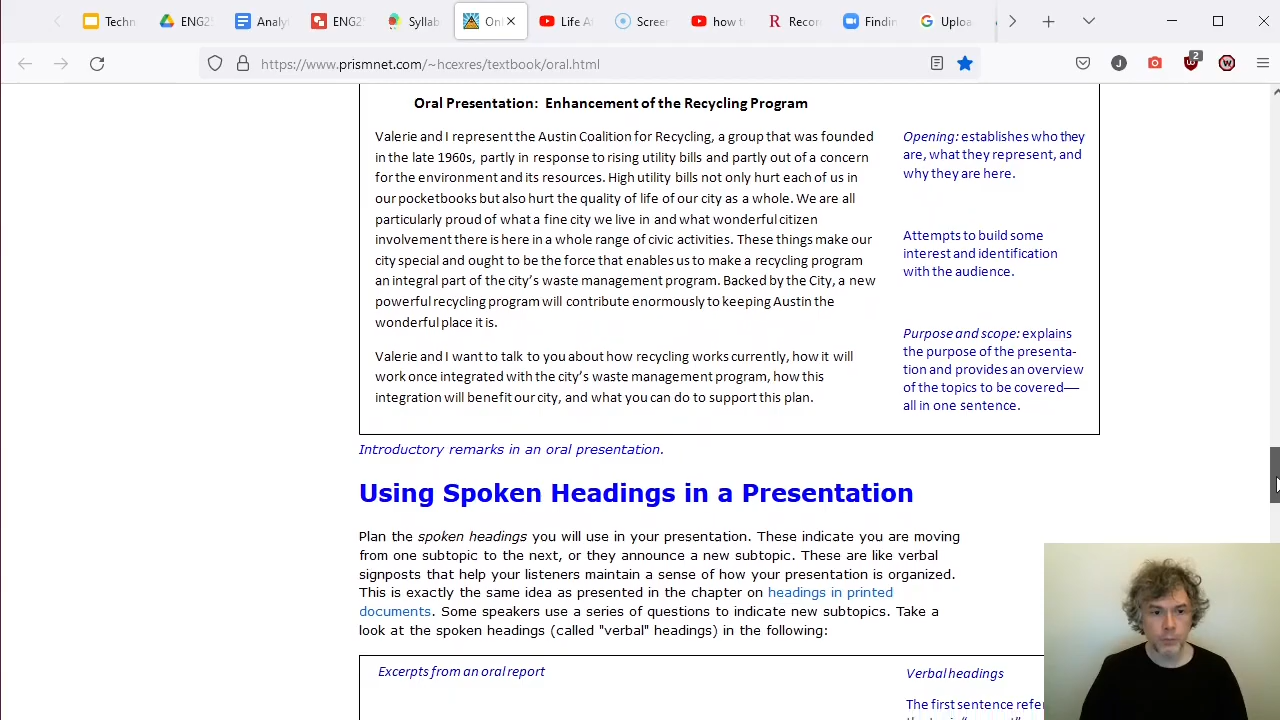 Techn
ENG2
Analy
ENG2
Syllab
Onl
Life A
Screer
how t
Recor
Findin
Uploa
https://www.prismnet.com/~hcexres/textbook/oral.html
J
2
Oral Presentation: Enhancement of the Recycling Program
Valerie and I represent the Austin Coalition for Recycling, a group that was founded
in the late 1960s, partly in response to rising utility bills and partly out of a concern
for the environment and its resources. High utility bills not only hurt each of us in
our pocketbooks but also hurt the quality of life of our city as a whole. We are all
particularly proud of what a fine city we live in and what wonderful citizen
involvement there is here in a whole range of civic activities. These things make our
city special and ought to be the force that enables us to make a recycling program
an integral part of the city's waste management program. Backed by the City, a new
powerful recycling program will contribute enormously to keeping Austin the
wonderful place it is.
Valerie and I want to talk to you about how recycling works currently, how it will
work once integrated with the city's waste management program, how this
integration will benefit our city, and what you can do to support this plan.
Opening: establishes who they
are, what they represent, and
why they are here.
Attempts to build some
interest and identification
with the audience.
Purpose and scope: explains
the purpose of the presenta-
tion and provides an overview
of the topics to be covered—
all in one sentence.
Introductory remarks in an oral presentation.
Using Spoken Headings in a Presentation
Plan the spoken headings you will use in your presentation. These indicate you are moving
from one subtopic to the next, or they announce a new subtopic. These are like verbal
signposts that help your listeners maintain a sense of how your presentation is organized.
This is exactly the same idea as presented in the chapter on headings in printed
documents. Some speakers use a series of questions to indicate new subtopics. Take a
look at the spoken headings (called "verbal" headings) in the following:
Excerpts from an oral report
Verbal headings
The first sentence refer